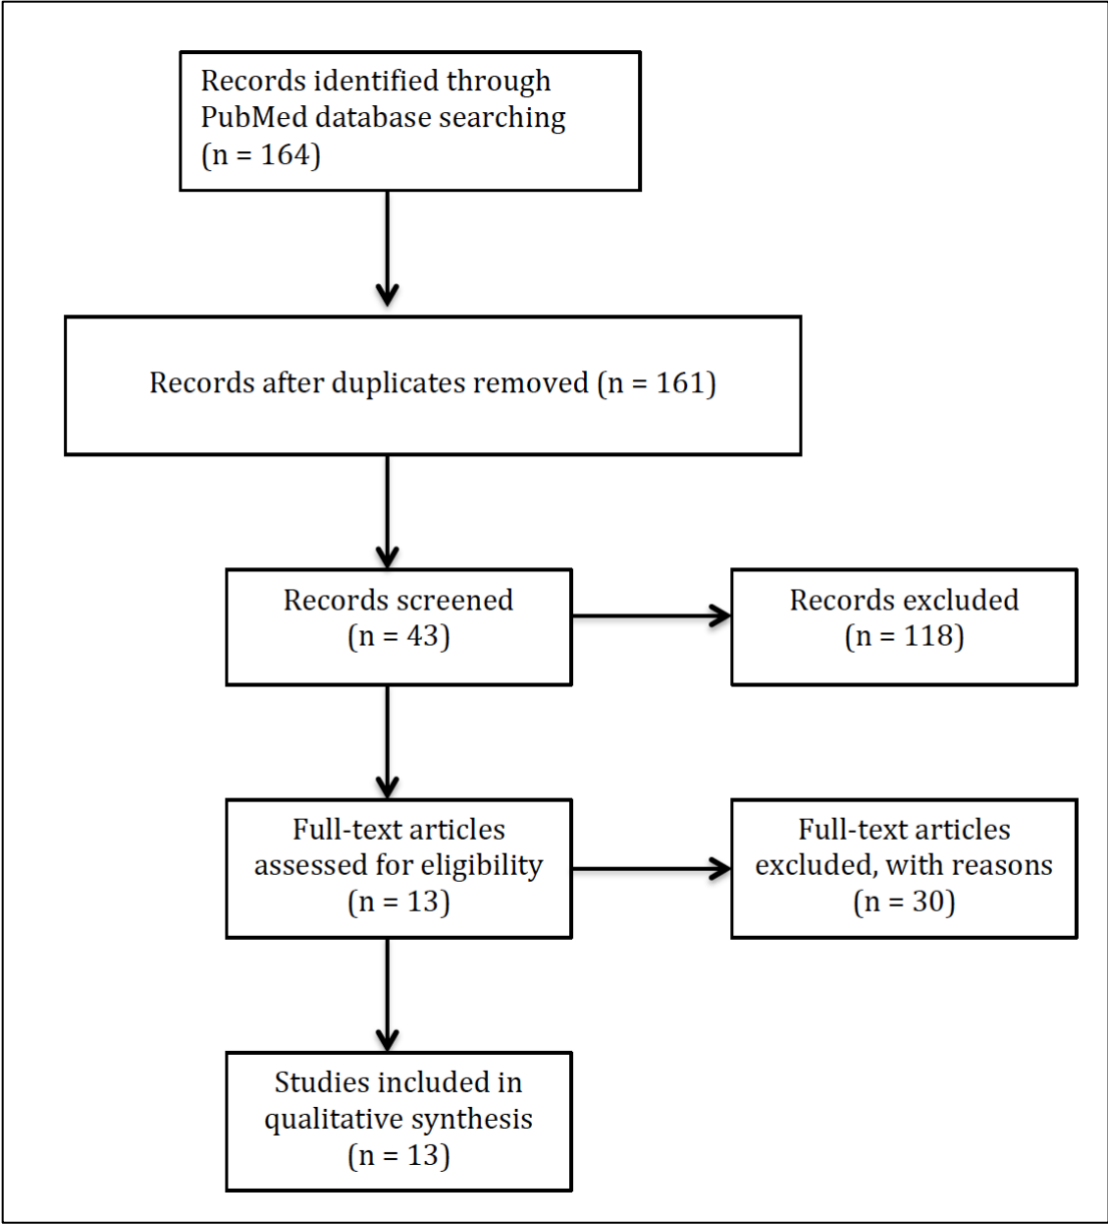 Records identified through
PubMed database searching
(n = 164)
Records after duplicates removed (n = 161)
Records screened
(n = 43)
Records excluded
(n = 118)
Full-text articles
assessed for eligibility
(n = 13)
Full-text articles
excluded, with reasons
(n = 30)
Studies included in
qualitative synthesis
(n = 13)